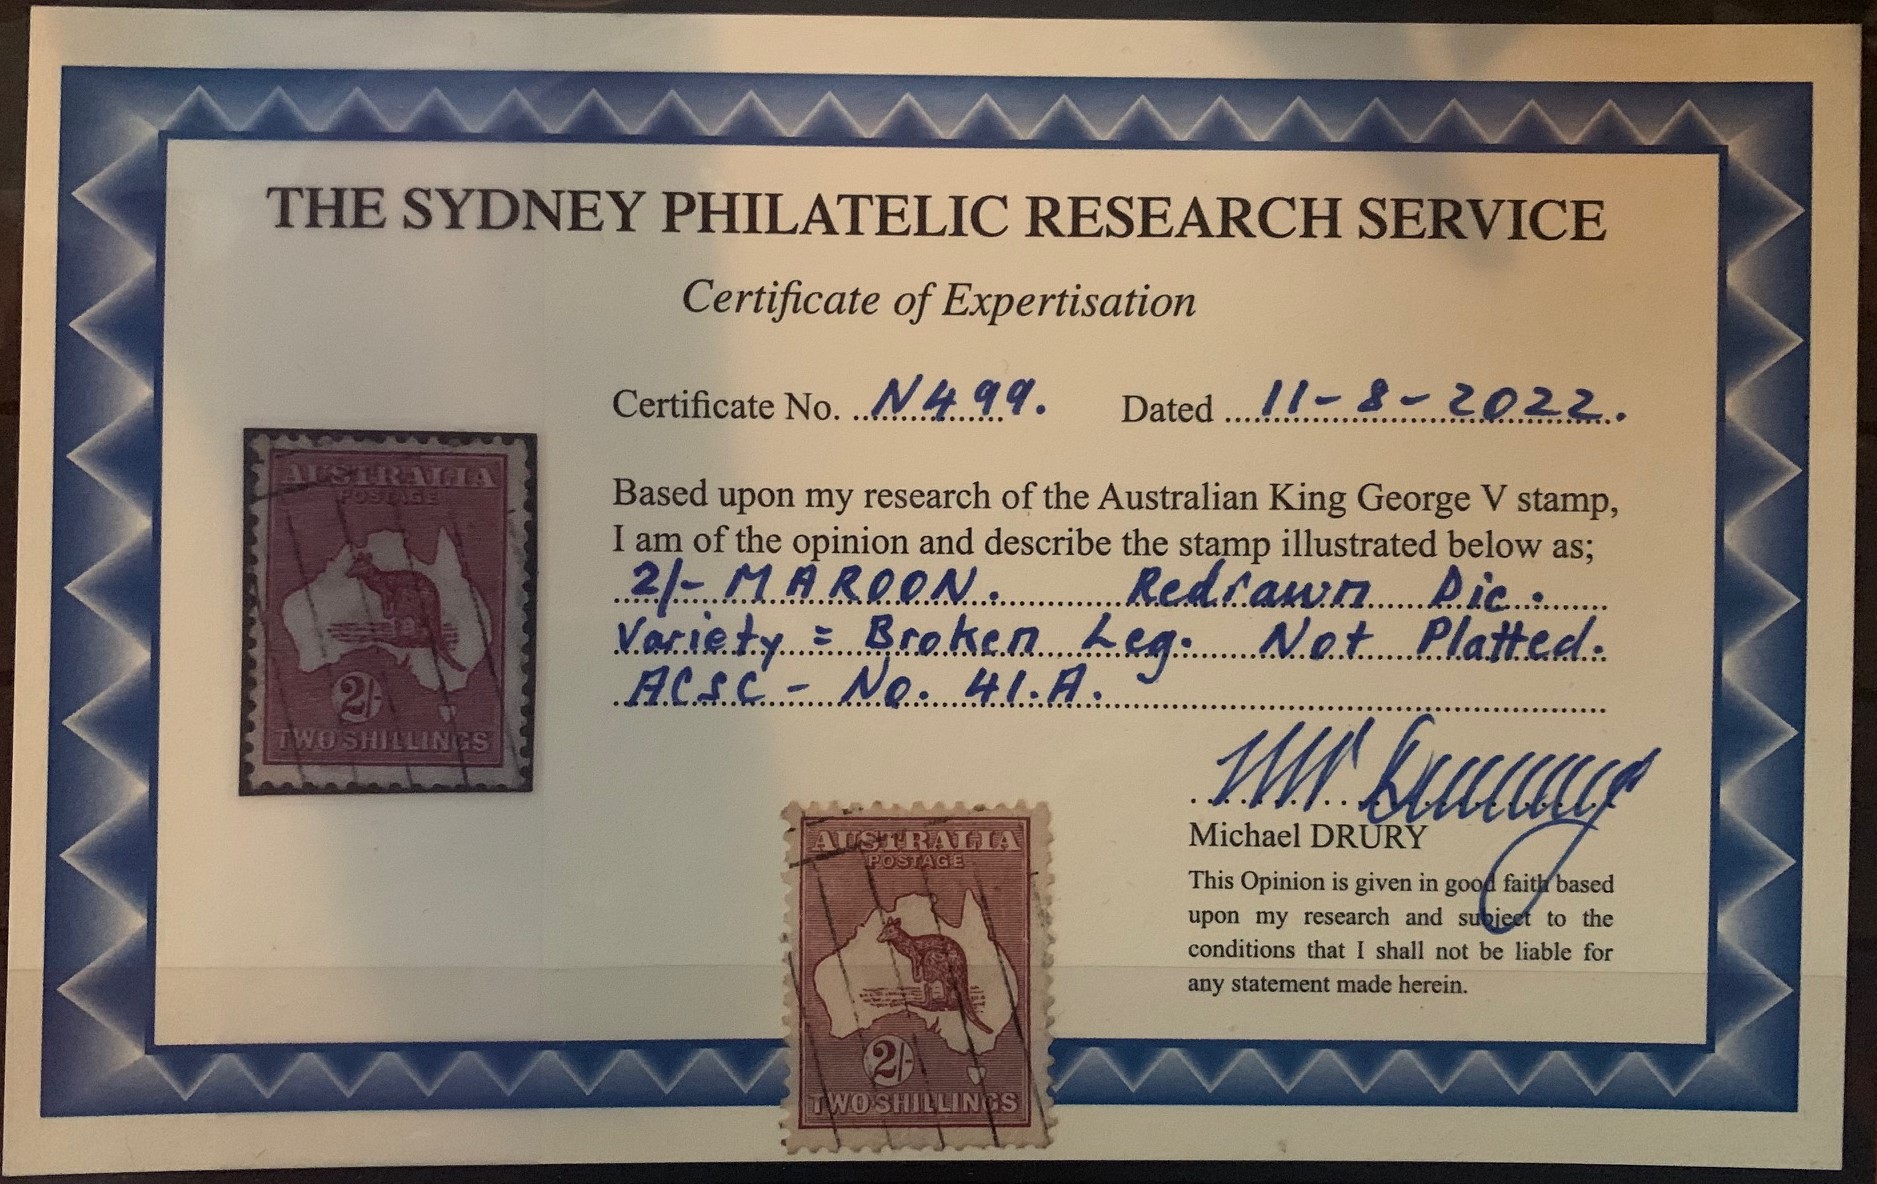 THE SYDNEY PHILATELIC RESEARCH SERVICE
Certificate of Expertisation
Certificate No. N499. Dated 11-8-2022.
Based upon my research of the Australian King George V stamp,
I am of the opinion and describe the stamp illustrated below as;
2/- MAROON. Redrawn Die.
Variety = Broken Leg. Not Platted.
ACSC - No. 41.A.
Michael DRURY
This Opinion is given in good faith based
upon my research and subject to the
conditions that I shall not be liable for
any statement made herein.
AUSTRALIA
POSTAGE
2/-
TWO SHILLINGS
AUSTRALIA
POSTAGE
2/-
TWO SHILLINGS